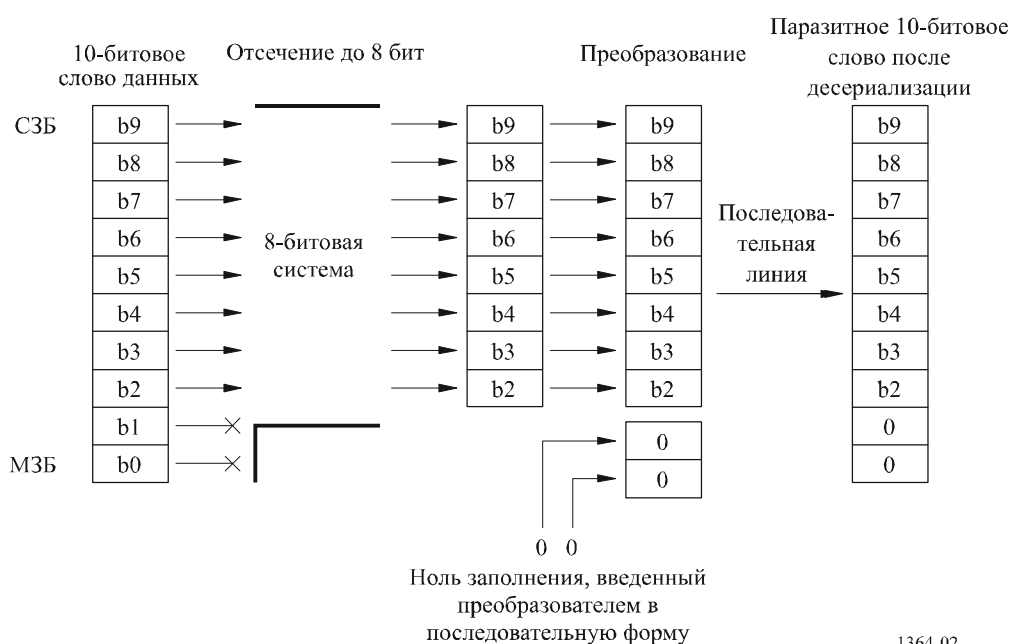 10-битовое
слово данных
Отсечение до 8 бит
Преобразование
Паразитное 10-битовое
слово после
десериализации
СЗБ
b9
b9
b9
b9
b8
b8
b8
b8
b7
b7
b7
b7
b6
8-битовая
система
b6
b6
Последова-
тельная
линия
b6
b5
b5
b5
b5
b4
b4
b4
b4
b3
b3
b3
b3
b2
b2
b2
b2
b1
0
0
МЗБ
b0
0
0
0 0
Ноль заполнения, введенный
преобразователем в
последовательную форму
1364-02